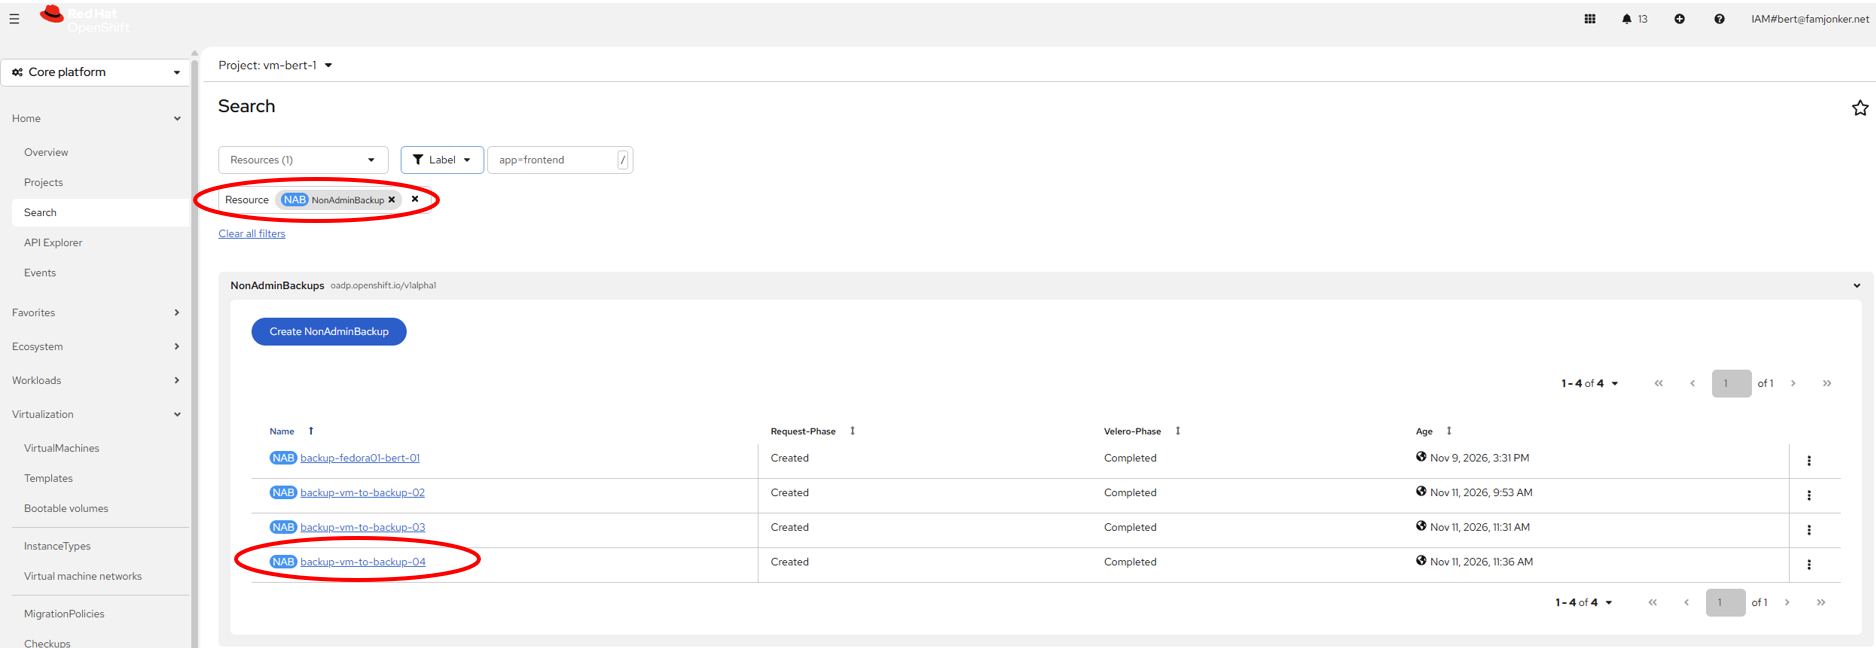 Red Hat
OpenShift
13
IAM#bert@famjonker.net
Core platform
Home
Overview
Projects
Search
API Explorer
Events
Favorites
Ecosystem
Workloads
Virtualization
VirtualMachines
Templates
Bootable volumes
InstanceTypes
Virtual machine networks
MigrationPolicies
Checkups
Project: vm-bert-1
Search
Resources (1) Label app=frontend /
Resource NAB NonAdminBackup
Clear all filters
NonAdminBackups oadp.openshift.io/v1alpha1
Create NonAdminBackup
1 - 4 of 4 1 of 1
Name Request-Phase Velero-Phase Age
NAB backup-fedora01-bert-01 Created Completed Nov 9, 2026, 3:31 PM
NAB backup-vm-to-backup-02 Created Completed Nov 11, 2026, 9:53 AM
NAB backup-vm-to-backup-03 Created Completed Nov 11, 2026, 11:31 AM
NAB backup-vm-to-backup-04 Created Completed Nov 11, 2026, 11:36 AM
1 - 4 of 4 1 of 1